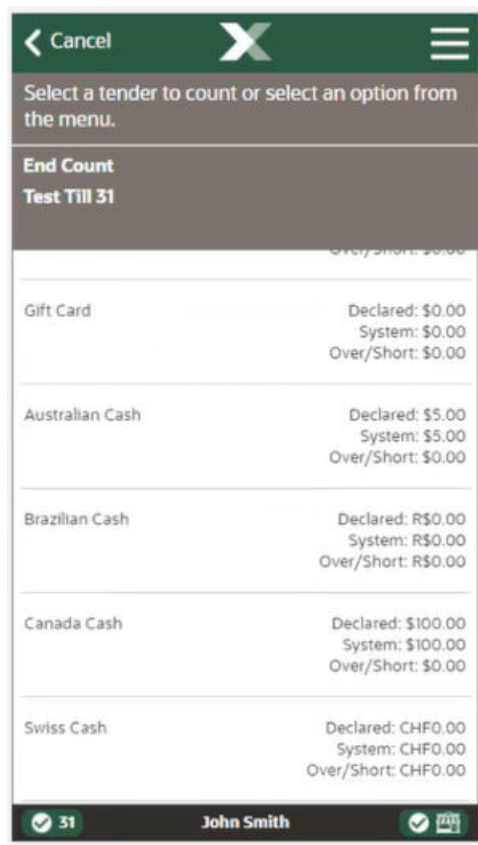 Cancel
Select a tender to count or select an option from
the menu.
End Count
Test Till 31
Over/Short: $0.00
Gift Card
Declared: $0.00
System: $0.00
Over/Short: $0.00
Australian Cash
Declared: $5.00
System: $5.00
Over/Short: $0.00
Brazilian Cash
Declared: R$0.00
System: R$0.00
Over/Short: R$0.00
Canada Cash
Declared: $100.00
System: $100.00
Over/Short: $0.00
Swiss Cash
Declared: CHF0.00
System: CHF0.00
Over/Short: CHF0.00
31
John Smith